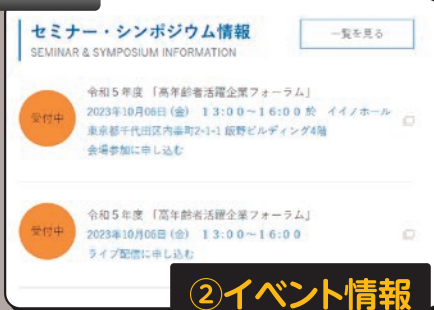 セミナー・シンポジウム情報
一覧を見る
SEMINAR & SYMPOSIUM INFORMATION
受付中
令和5年度 「高年齢者活躍企業フォーラム」
2023年10月06日(金) 13:00～16:00 於 イイノホール
東京都千代田区内幸町2-1-1 飯野ビルディング4階
会場参加に申し込む
受付中
令和5年度 「高年齢者活躍企業フォーラム」
2023年10月06日(金) 13:00～16:00
ライブ配信に申し込む
②イベント情報